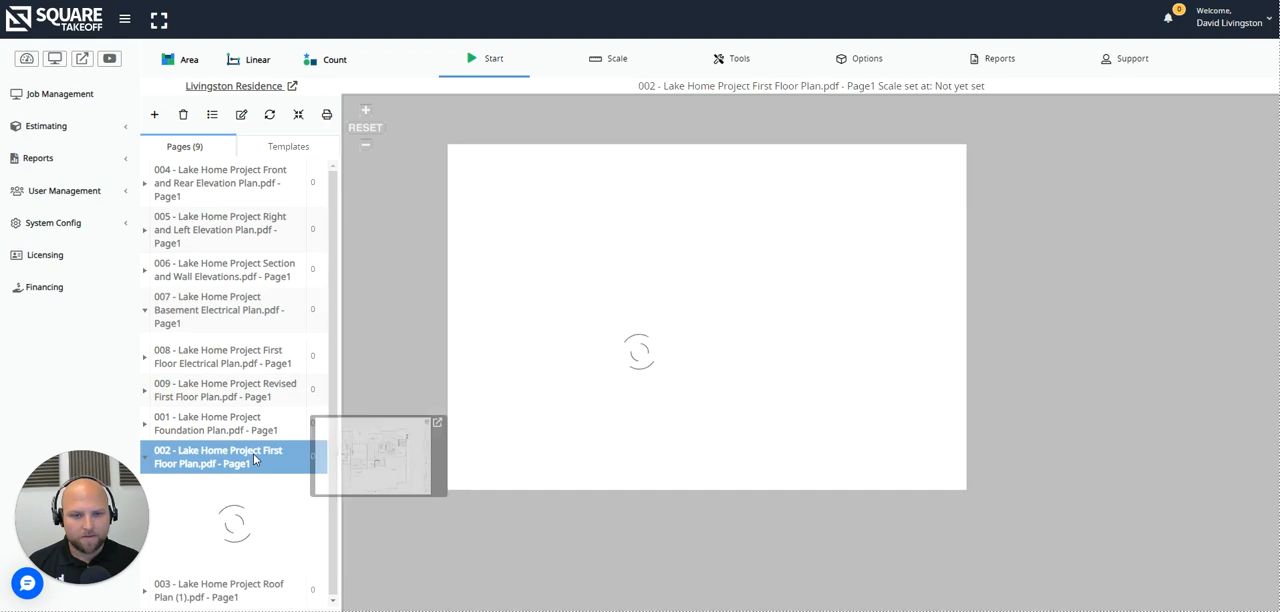 SQUARE
TAKEOFF
0
Welcome,
David Livingston
Area
Linear
Count
Start
Scale
Tools
Options
Reports
Support
Livingston Residence
002 - Lake Home Project First Floor Plan.pdf - Page1 Scale set at: Not yet set
Job Management
Estimating
Reports
User Management
System Config
Licensing
Financing
Pages (9)
Templates
RESET
004 - Lake Home Project Front
and Rear Elevation Plan.pdf -
Page1
0
005 - Lake Home Project Right
and Left Elevation Plan.pdf -
Page1
0
006 - Lake Home Project Section
and Wall Elevations.pdf - Page1
0
007 - Lake Home Project
Basement Electrical Plan.pdf -
Page1
0
008 - Lake Home Project First
Floor Electrical Plan.pdf - Page1
0
009 - Lake Home Project Revised
First Floor Plan.pdf - Page1
0
001 - Lake Home Project
Foundation Plan.pdf - Page1
0
002 - Lake Home Project First
Floor Plan.pdf - Page1
0
003 - Lake Home Project Roof
Plan (1).pdf - Page1
0